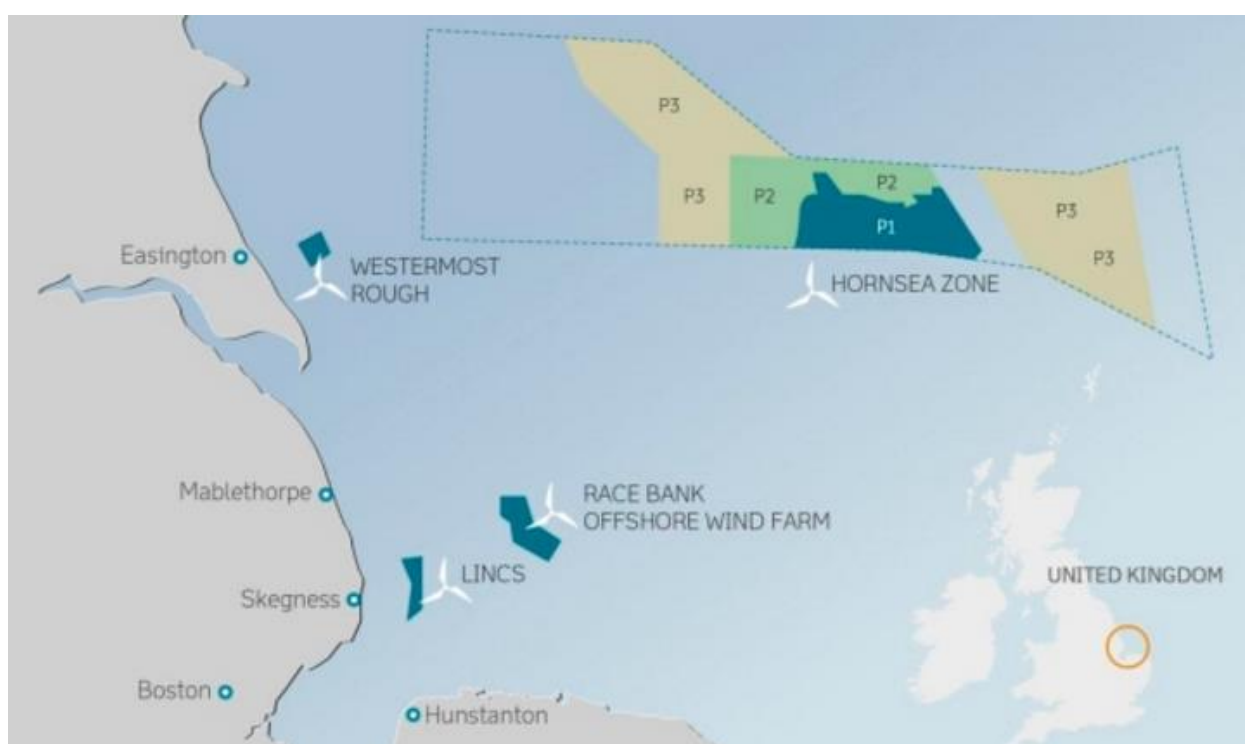 P3
P3
P2
P2
P1
P3
P3
Easington
WESTERMOST
ROUGH
HORNSEA ZONE
Mablethorpe
RACE BANK
OFFSHORE WIND FARM
LINCS
UNITED KINGDOM
Skegness
Boston
Hunstanton